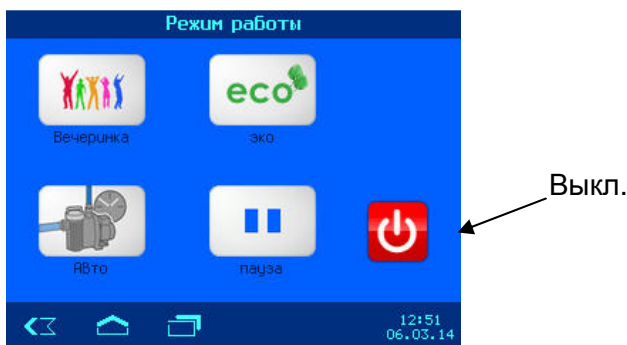 Режим работы
eco
Вечеринка
эко
Выкл.
АВто
пауза
12:51
06.03.14